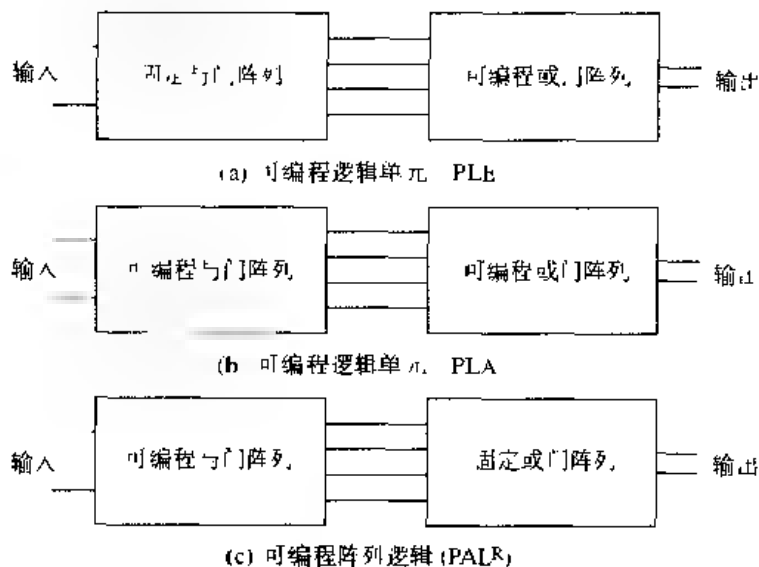 输入 与门阵列 可编程或门阵列 输出
(a) 可编程逻辑单元 PLE
输入 可编程与门阵列 可编程或门阵列 输出
(b 可编程逻辑单元 PLA
输入 可编程与门阵列 固定或门阵列 输出
(c) 可编程阵列逻辑(PALR)